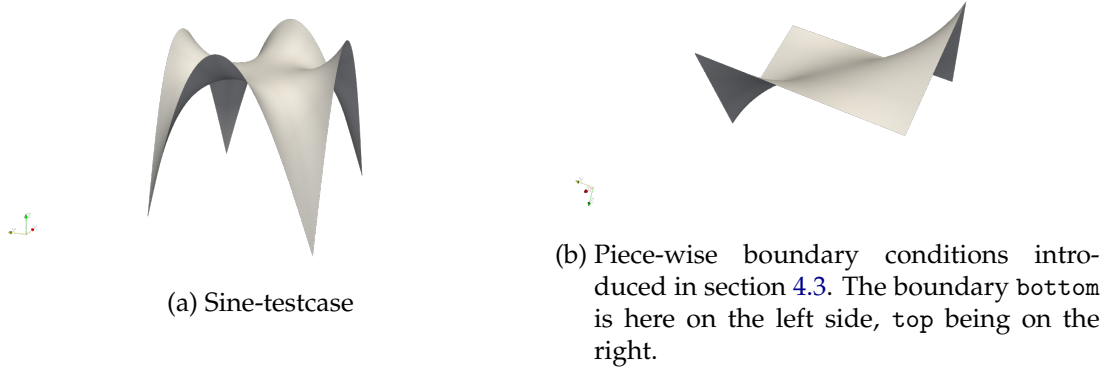 (a) Sine-testcase
(b) Piece-wise boundary conditions intro-
duced in section 4.3. The boundary bottom
is here on the left side, top being on the
right.